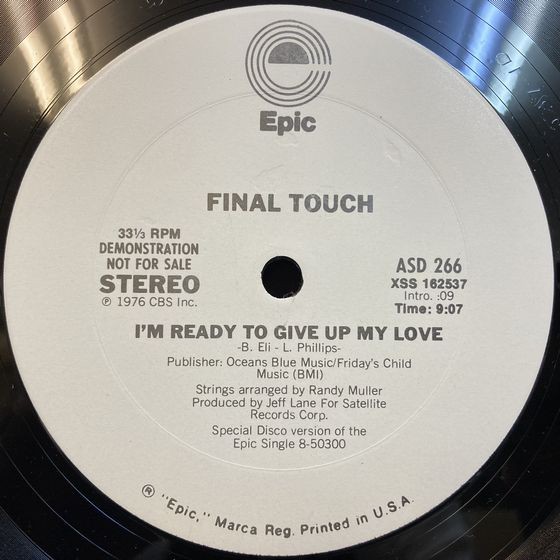 Epic
FINAL TOUCH
33⅓ RPM
DEMONSTRATION
NOT FOR SALE
STEREO
℗ 1976 CBS Inc.
ASD 266
XSS 162537
Intro. :09
Time: 9:07
I'M READY TO GIVE UP MY LOVE
-B. Eli - L. Phillips-
Publisher: Oceans Blue Music/Friday's Child
Music (BMI)
Strings arranged by Randy Muller
Produced by Jeff Lane For Satellite
Records Corp.
Special Disco version of the
Epic Single 8-50300
® "Epic," Marca Reg. Printed in U.S.A.